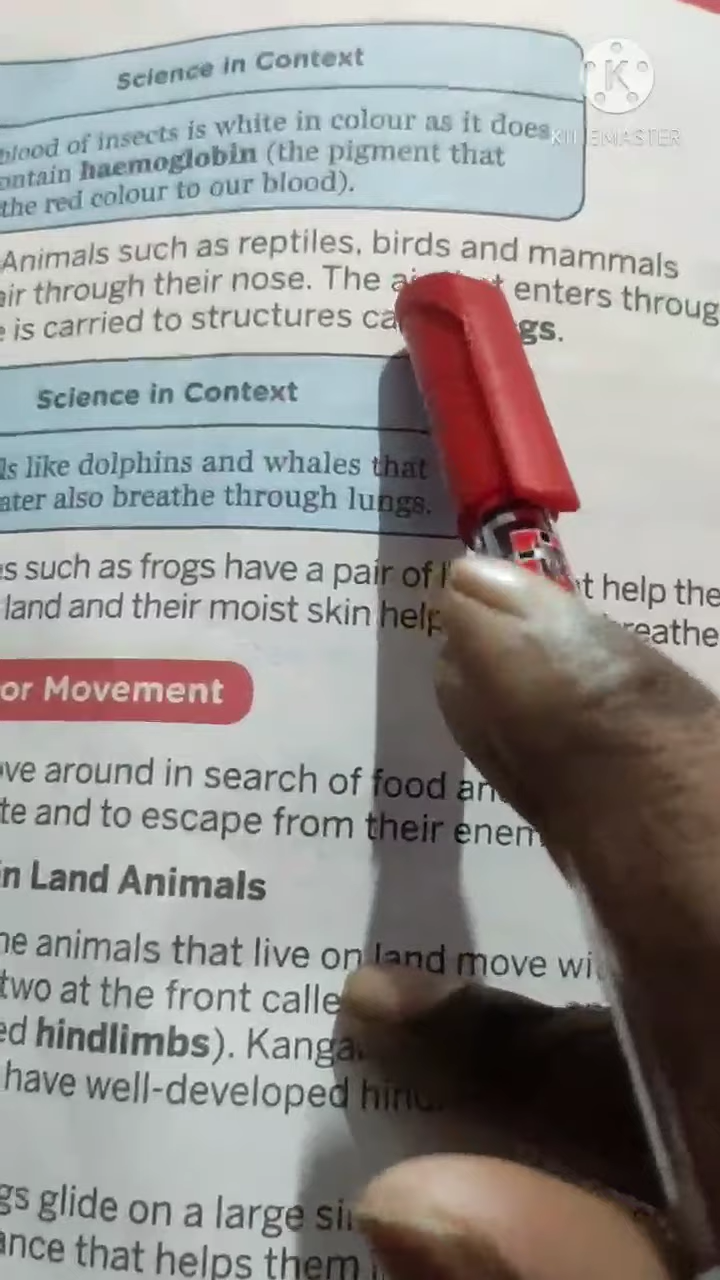 Science in Context
blood of insects is white in colour as it does
ontain haemoglobin (the pigment that
the red colour to our blood).
KINEMASTER
Animals such as reptiles, birds and mammals
air through their nose. The enters throug
is carried to structures gs.
Science in Context
ls like dolphins and whales that
ater also breathe through lungs.
s such as frogs have a pair of t help the
land and their moist skin help reathe
or Movement
ve around in search of food an
te and to escape from their enem
in Land Animals
he animals that live on land move wi
two at the front calle
ed hindlimbs). Kanga
have well-developed hind
gs glide on a large si
ance that helps them